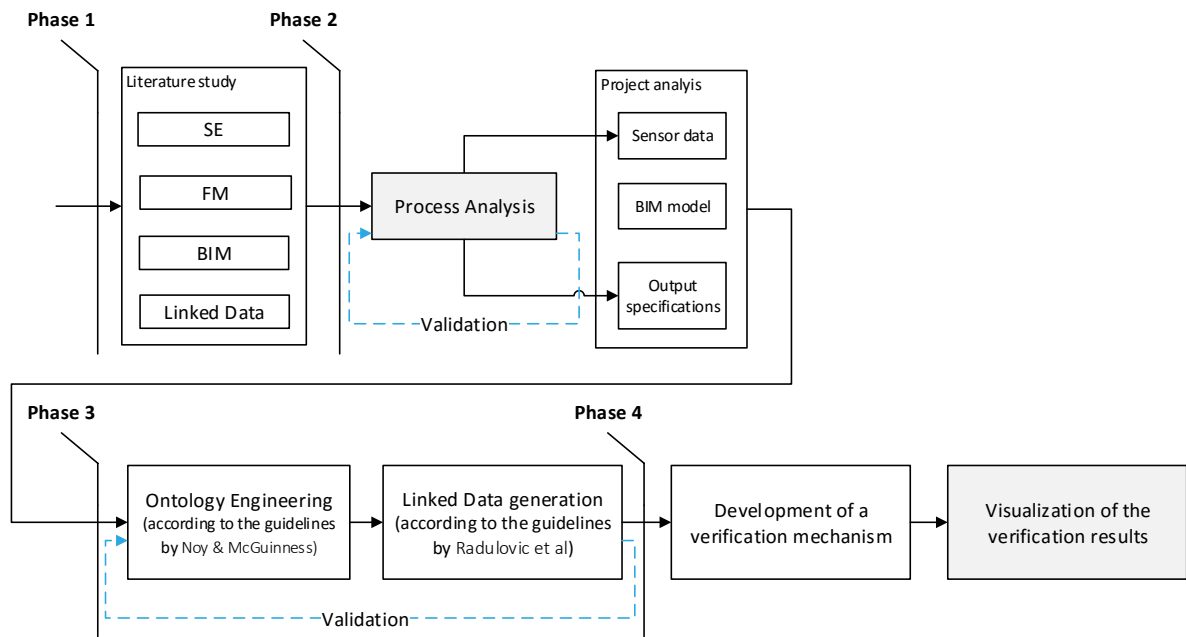 Phase 1
Phase 2
Literature study
SE
FM
BIM
Linked Data
Process Analysis
Validation
Project analyis
Sensor data
BIM model
Output
specifications
Phase 3
Phase 4
Ontology Engineering
(according to the guidelines
by Noy & McGuinness)
Linked Data generation
(according to the guidelines
by Radulovic et al)
Validation
Development of a
verification mechanism
Visualization of the
verification results